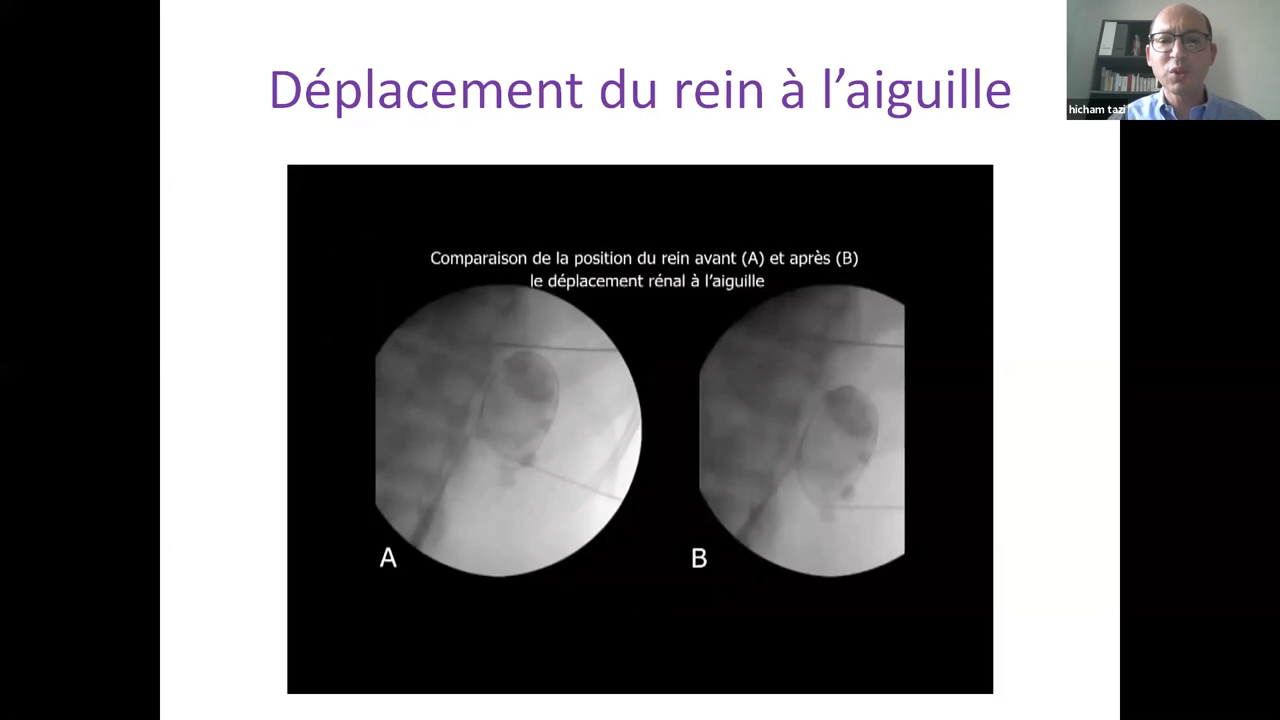 Déplacement du rein à l'aiguille
hicham tazi
Comparaison de la position du rein avant (A) et après (B)
le déplacement rénal à l'aiguille
A
B